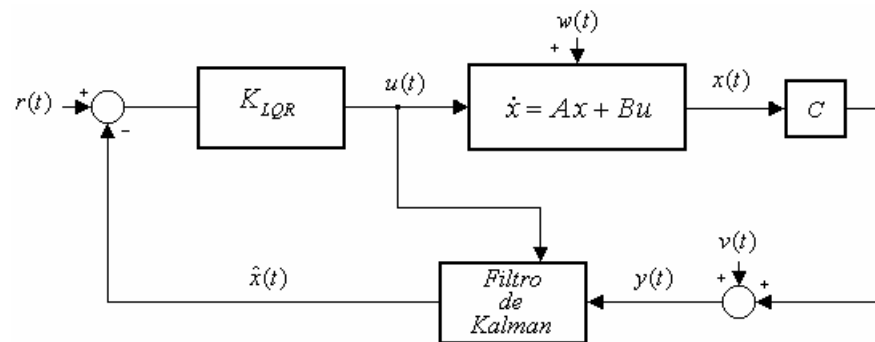 w(t)
+
r(t)
+
−
K_{LQR}
u(t)
ẋ = Ax + Bu
x(t)
C
x̂(t)
Filtro
de
Kalman
y(t)
v(t)
+
+